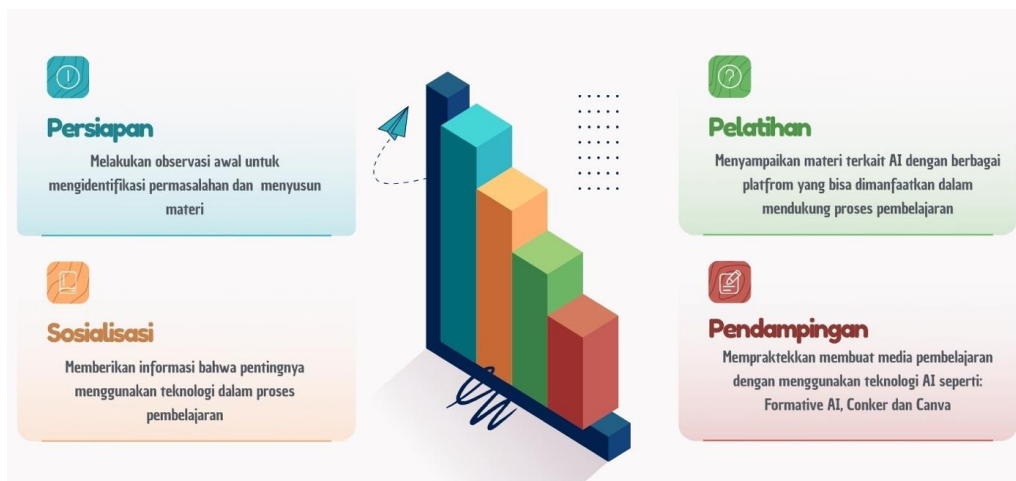 Persiapan
Melakukan observasi awal untuk
mengidentifikasi permasalahan dan menyusun
materi
Sosialisasi
Memberikan informasi bahwa pentingnya
menggunakan teknologi dalam proses
pembelajaran
Pelatihan
Menyampaikan materi terkait AI dengan berbagai
platfrom yang bisa dimanfaatkan dalam
mendukung proses pembelajaran
Pendampingan
Mempraktekkan membuat media pembelajaran
dengan menggunakan teknologi AI seperti:
Formative AI, Conker dan Canva